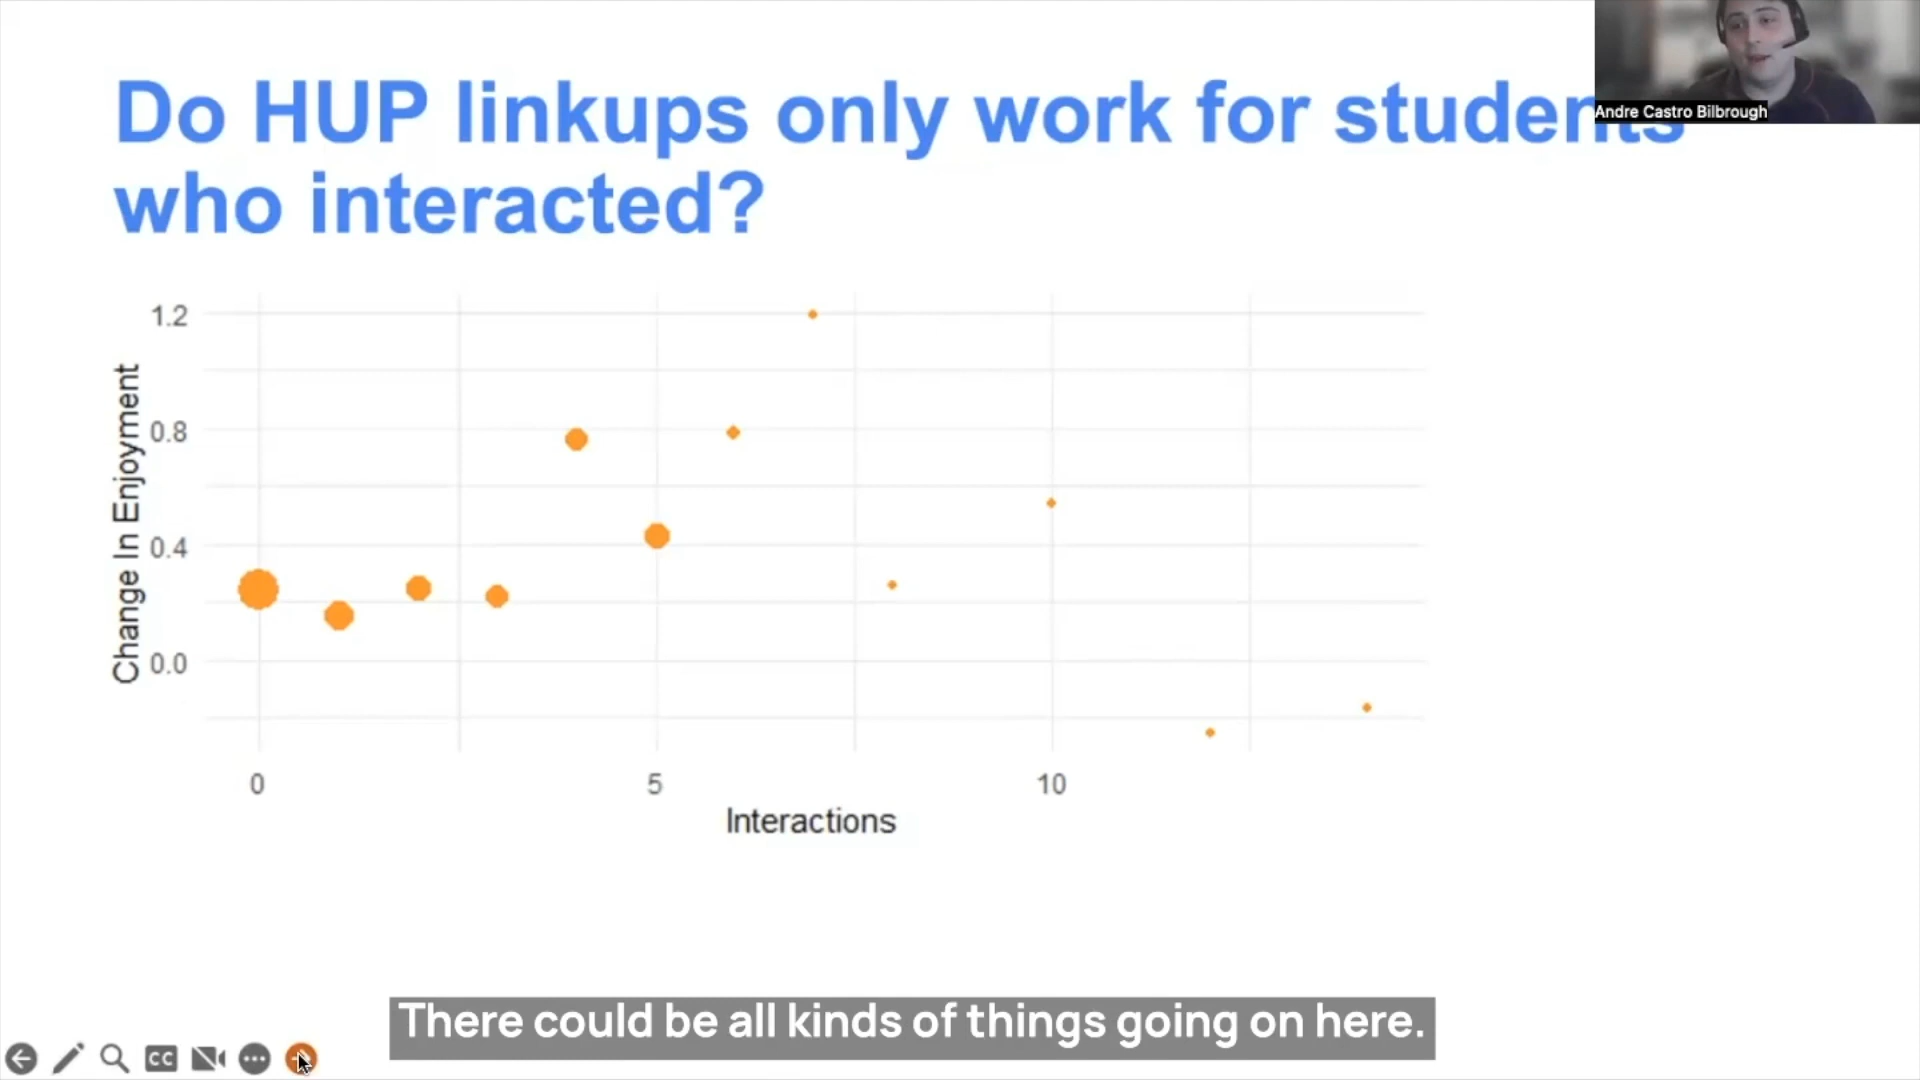 Do HUP linkups only work for students
who interacted?
Andre Castro Bilbrough
1.2
0.8
0.4
0.0
Change In Enjoyment
0
5
10
Interactions
There could be all kinds of things going on here.
CC